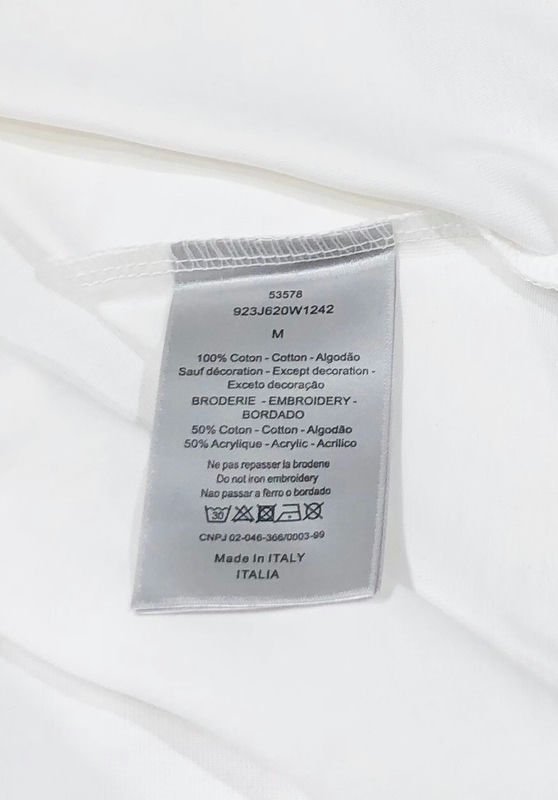 53578
923J620W1242
M
100% Coton - Cotton - Algodão
Sauf décoration - Except decoration -
Exceto decoração
BRODERIE - EMBROIDERY -
BORDADO
50% Coton - Cotton - Algodão
50% Acrylique - Acrylic - Acrilico
Ne pas repasser la brodene
Do not iron embroidery
Nao passar a ferro o bordado
30
CNPJ 02-046-366/0003-99
Made in ITALY
ITALIA